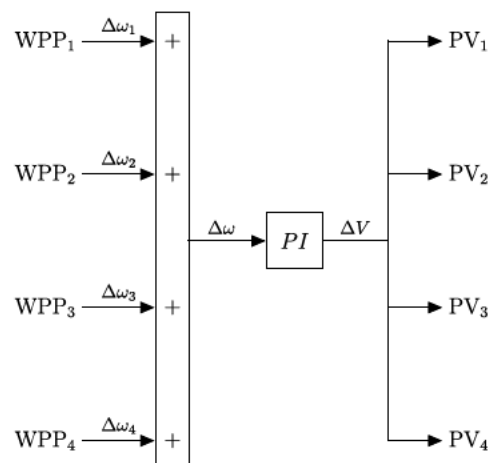 WPP₁ Δω₁ + PV₁
WPP₂ Δω₂ + PV₂
Δω PI ΔV
WPP₃ Δω₃ + PV₃
WPP₄ Δω₄ + PV₄